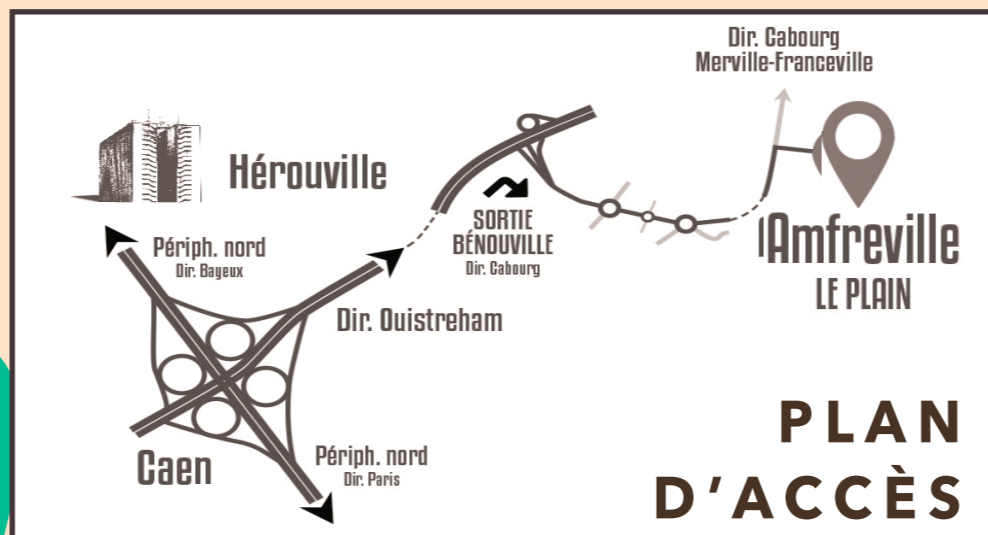 Dir. Cabourg
Merville-Franceville
Hérouville
SORTIE
BÉNOUVILLE
Dir. Cabourg
Amfreville
LE PLAIN
Périph. nord
Dir. Bayeux
Dir. Ouistreham
Caen
Périph. nord
Dir. Paris
PLAN
D'ACCÈS